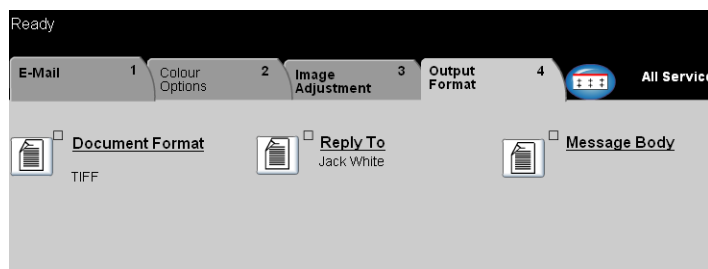 Ready
E-Mail 1
Colour Options 2
Image Adjustment 3
Output Format 4
All Service
Document Format
TIFF
Reply To
Jack White
Message Body